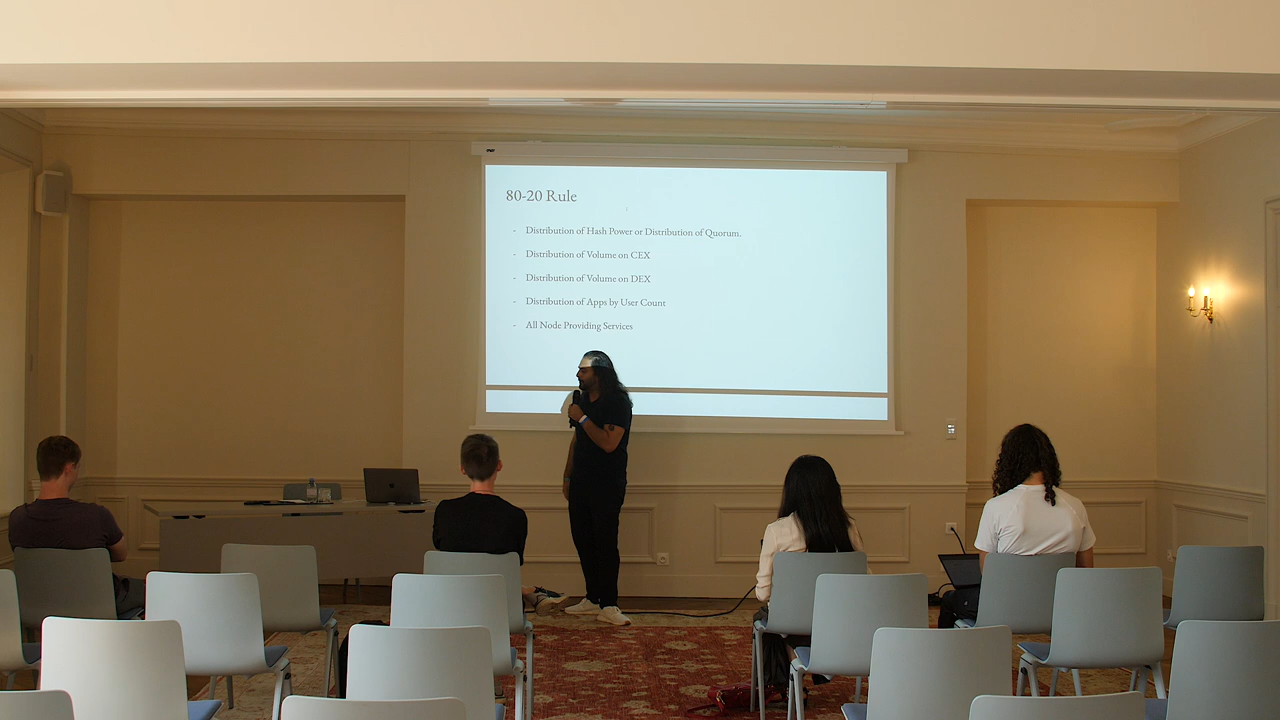 80-20 Rule
- Distribution of Hash Power or Distribution of Quorum.
- Distribution of Volume on CEX
- Distribution of Volume on DEX
- Distribution of Apps by User Count
- All Node Providing Services